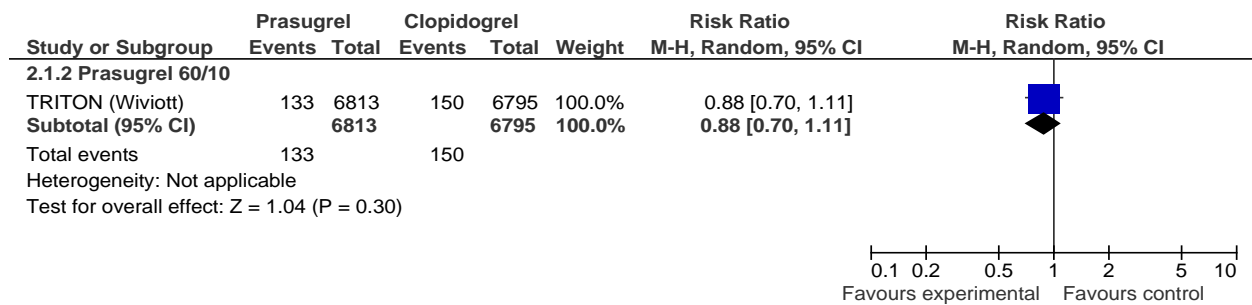 Prasugrel Clopidogrel Risk Ratio Risk Ratio
Study or Subgroup Events Total Events Total Weight M-H, Random, 95% CI M-H, Random, 95% CI
2.1.2 Prasugrel 60/10
TRITON (Wiviott) 133 6813 150 6795 100.0% 0.88 [0.70, 1.11]
Subtotal (95% CI) 6813 6795 100.0% 0.88 [0.70, 1.11]
Total events 133 150
Heterogeneity: Not applicable
Test for overall effect: Z = 1.04 (P = 0.30)
0.1 0.2 0.5 1 2 5 10
Favours experimental Favours control